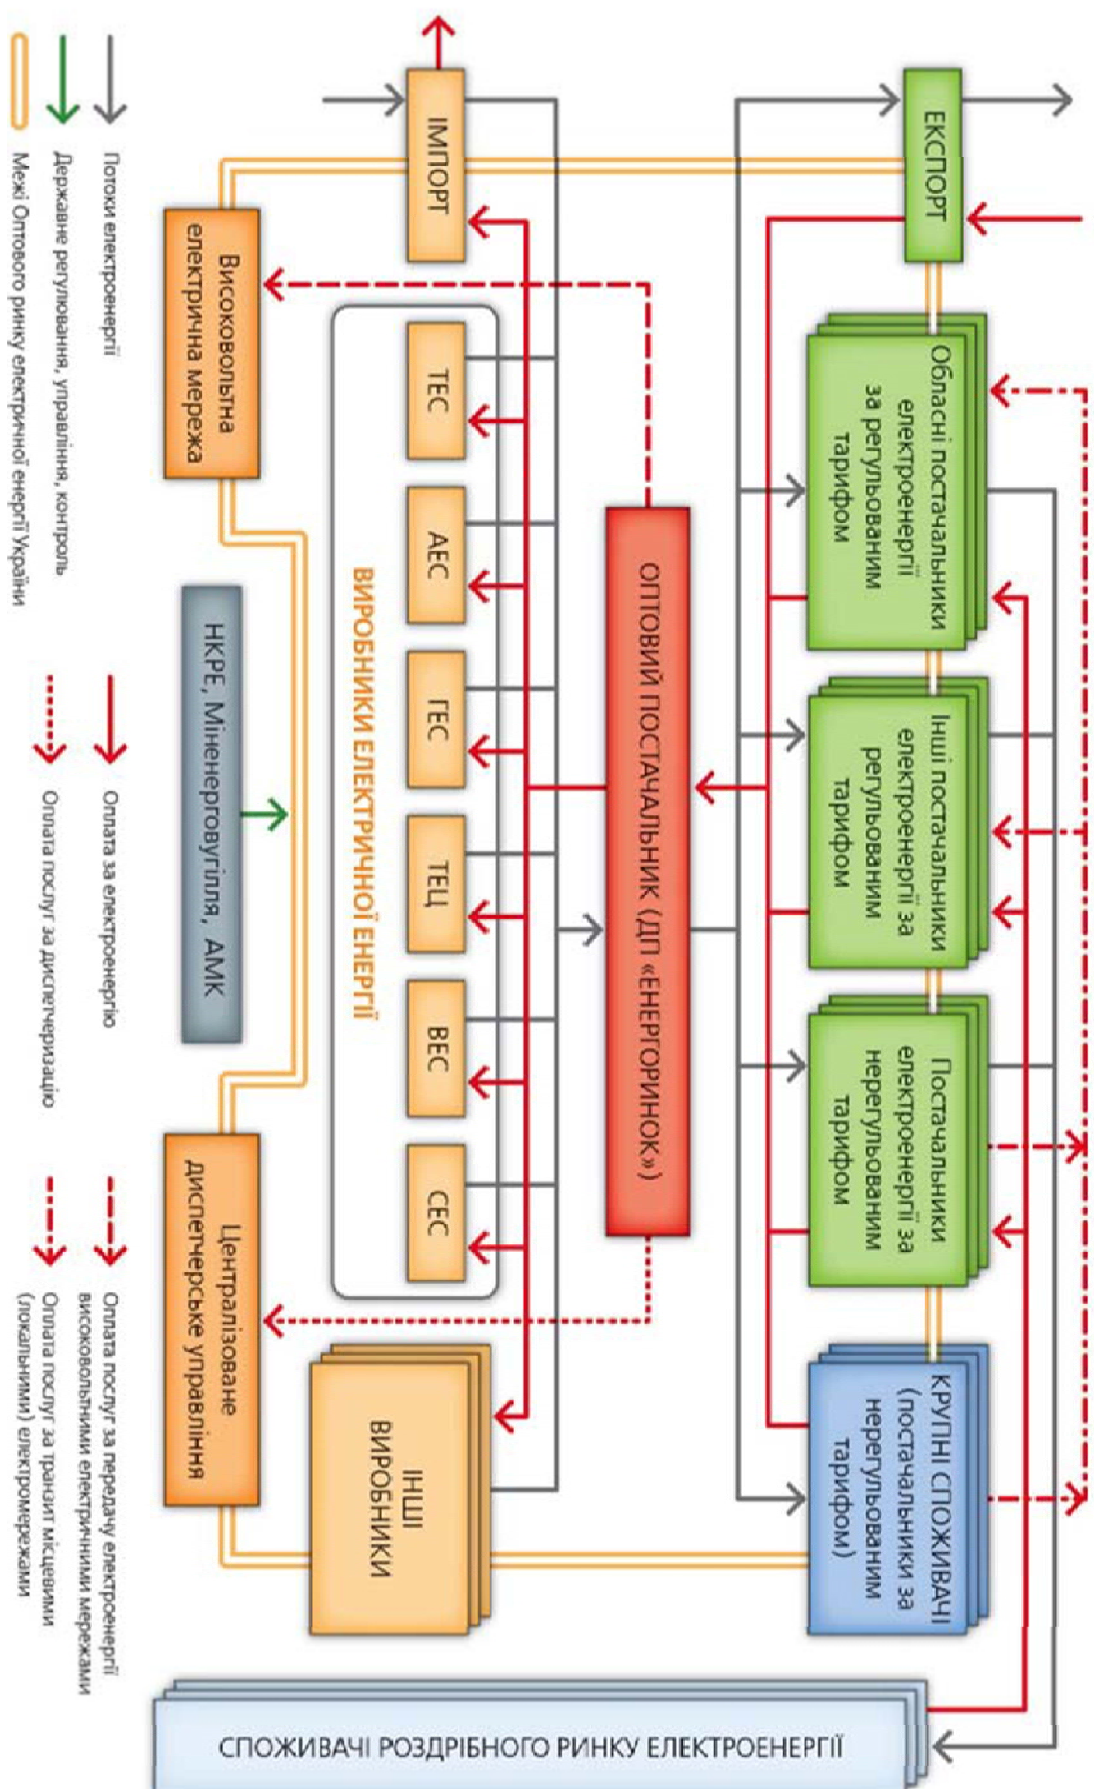 ЕКСПОРТ
Обласні постачальники
електроенергії
за регульованим
тарифом
Інші постачальники
електроенергії за
регульованим
тарифом
Постачальники
електроенергії за
нерегульованим
тарифом
КРУПНІ СПОЖИВАЧІ
(постачальники за
нерегульованим
тарифом)
СПОЖИВАЧІ РОЗДРІБНОГО РИНКУ ЕЛЕКТРОЕНЕРГІЇ
ОПТОВИЙ ПОСТАЧАЛЬНИК (ДП «ЕНЕРГОРИНОК»)
ІМПОРТ
ТЕС
АЕС
ГЕС
ТЕЦ
ВЕС
СЕС
ВИРОБНИКИ ЕЛЕКТРИЧНОЇ ЕНЕРГІЇ
ІНШІ
ВИРОБНИКИ
Високовольтна
електрична мережа
НКРЕ, Міненерговугілля, АМК
Централізоване
диспетчерське управління
Потоки електроенергії
Державне регулювання, управління, контроль
Межі Оптового ринку електричної енергії України
Оплата за електроенергію
Оплата послуг за диспетчеризацію
Оплата послуг за передачу електроенергії
високовольтними електричними мережами
Оплата послуг за транзит місцевими
(локальними) електромережами